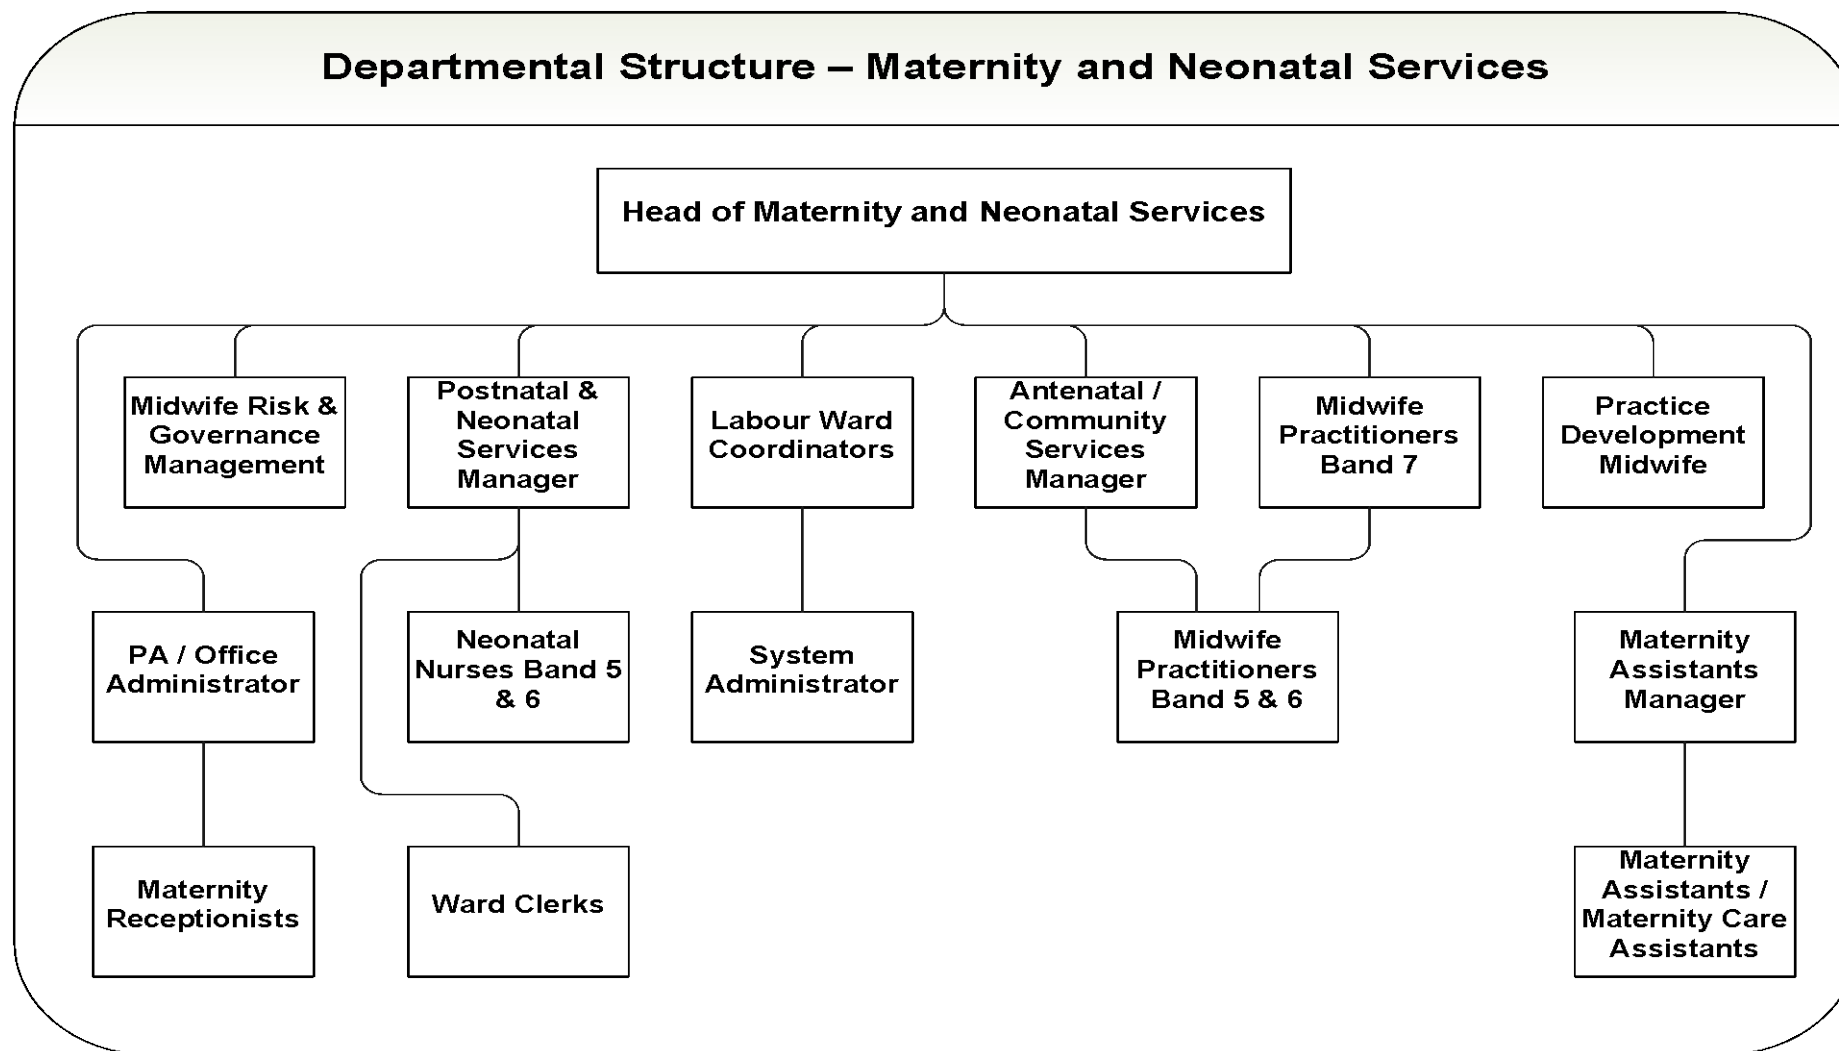 Departmental Structure – Maternity and Neonatal Services
Head of Maternity and Neonatal Services
Midwife Risk &
Governance
Management
Postnatal &
Neonatal
Services
Manager
Labour Ward
Coordinators
Antenatal /
Community
Services
Manager
Midwife
Practitioners
Band 7
Practice
Development
Midwife
PA / Office
Administrator
Neonatal
Nurses Band 5
& 6
System
Administrator
Midwife
Practitioners
Band 5 & 6
Maternity
Assistants
Manager
Maternity
Receptionists
Ward Clerks
Maternity
Assistants /
Maternity Care
Assistants